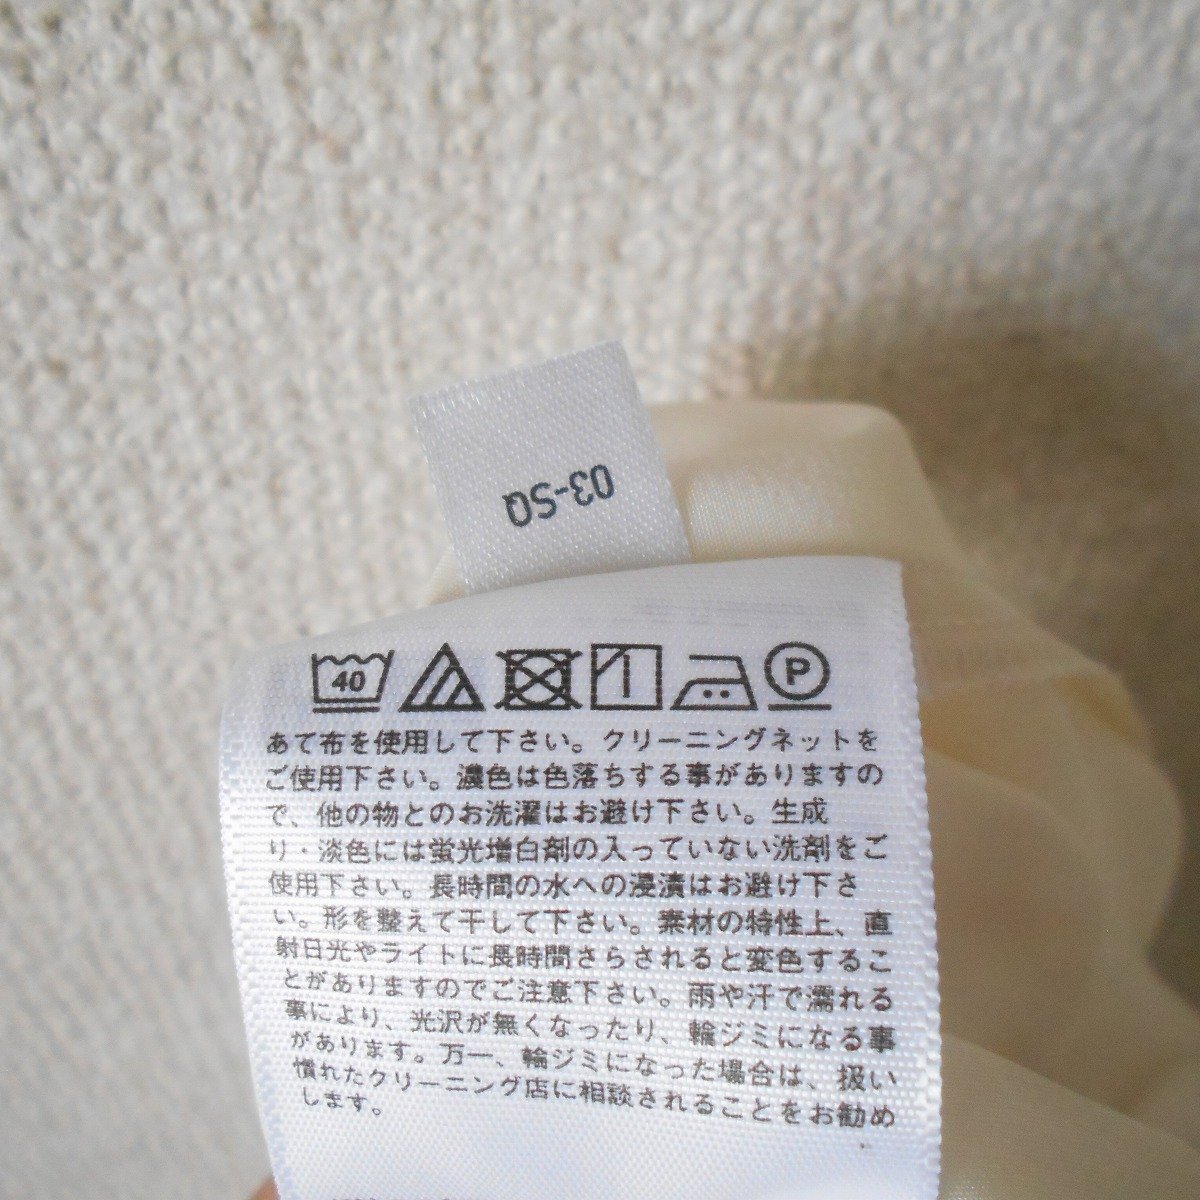 03-SQ
40 P
あて布を使用して下さい。クリーニングネットを
ご使用下さい。濃色は色落ちする事がありますの
で、他の物とのお洗濯はお避け下さい。生成
り・淡色には蛍光増白剤の入っていない洗剤をご
使用下さい。長時間の水への浸漬はお避け下さ
い。形を整えて干して下さい。素材の特性上、直
射日光やライトに長時間さらされると変色するこ
とがありますのでご注意下さい。雨や汗で濡れる
事により、光沢が無くなったり、輪ジミになる事
があります。万一、輪ジミになった場合は、扱い
慣れたクリーニング店に相談されることをお勧め
します。